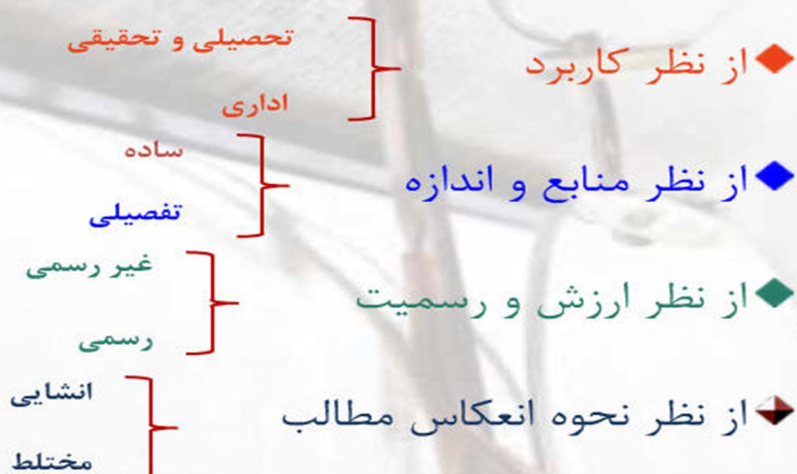 از نظر کاربرد
تحصیلی و تحقیقی
اداری
از نظر منابع و اندازه
ساده
تفصیلی
از نظر ارزش و رسمیت
غیر رسمی
رسمی
از نظر نحوه انعکاس مطالب
انشایی
مختلط